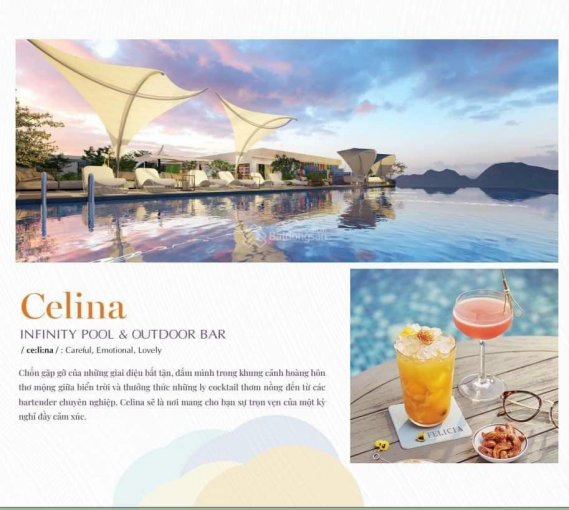 Batdongsan
Celina
INFINITY POOL & OUTDOOR BAR
/ ce:li:na / : Careful, Emotional, Lovely
Chốn gặp gỡ của những giai điệu bất tận, đắm mình trong khung cảnh hoàng hôn
thơ mộng giữa biển trời và thưởng thức những ly cocktail thơm nồng đến từ các
bartender chuyên nghiệp. Celina sẽ là nơi mang cho bạn sự trọn vẹn của một kỳ
nghỉ đầy cảm xúc.
FELICIA